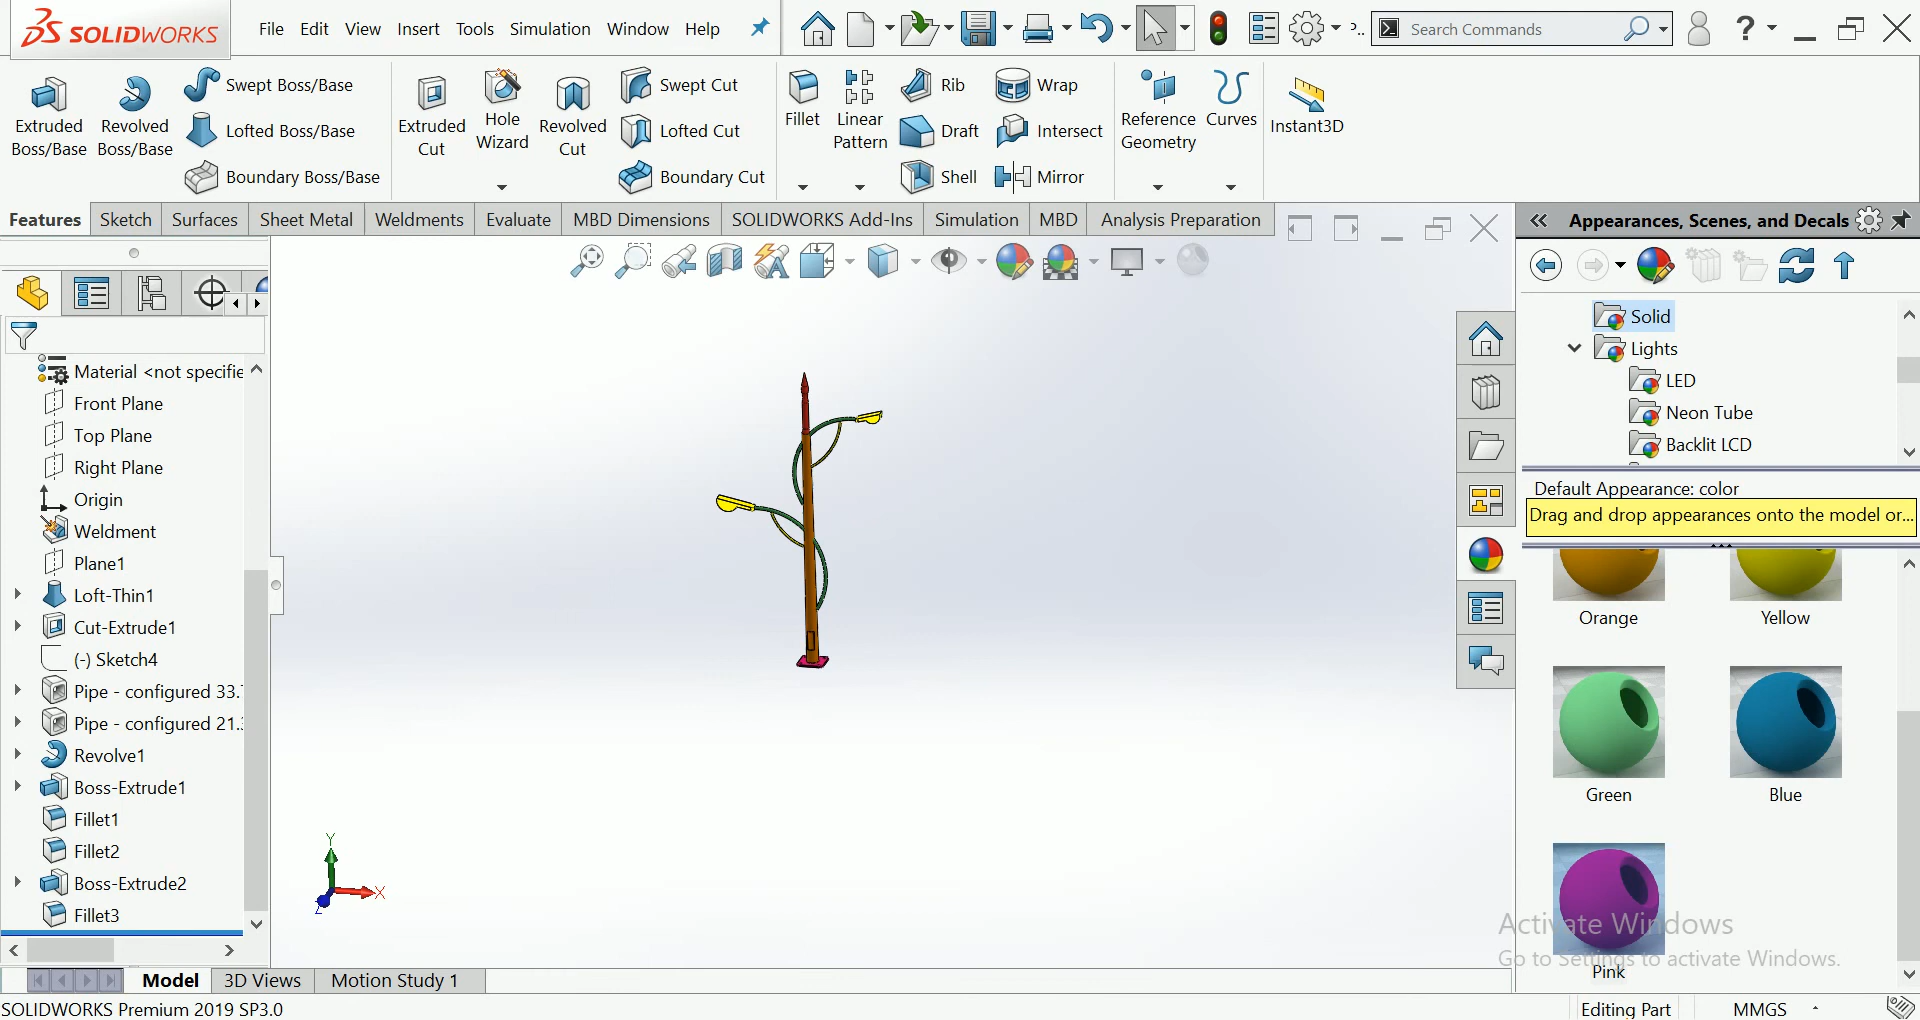 SOLIDWORKS
File Edit View Insert Tools Simulation Window Help
Search Commands
Extruded Boss/Base
Revolved Boss/Base
Swept Boss/Base
Lofted Boss/Base
Boundary Boss/Base
Extruded Cut
Hole Wizard
Revolved Cut
Swept Cut
Lofted Cut
Boundary Cut
Fillet
Linear Pattern
Rib
Draft
Shell
Wrap
Intersect
Mirror
Reference Geometry
Curves
Instant3D
Features Sketch Surfaces Sheet Metal Weldments Evaluate MBD Dimensions SOLIDWORKS Add-Ins Simulation MBD Analysis Preparation
Appearances, Scenes, and Decals
Material <not specifie
Front Plane
Top Plane
Right Plane
Origin
Weldment
Plane1
Loft-Thin1
Cut-Extrude1
(-) Sketch4
Pipe - configured 33.
Pipe - configured 21.
Revolve1
Boss-Extrude1
Fillet1
Fillet2
Boss-Extrude2
Fillet3
Y
X
Z
Solid
Lights
LED
Neon Tube
Backlit LCD
Default Appearance: color
Drag and drop appearances onto the model or...
Orange
Yellow
Green
Blue
Pink
Activate Windows
Go to Settings to activate Windows.
Model 3D Views Motion Study 1
SOLIDWORKS Premium 2019 SP3.0
Editing Part
MMGS